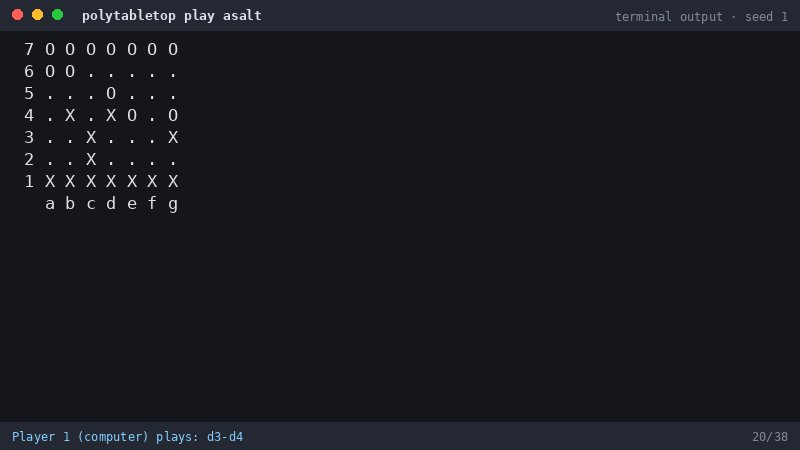 polytabletop play asalt
terminal output · seed 1
7 O O O O O O O
6 O O . . . . .
5 . . . O . . .
4 . X . X O . O
3 . . X . . . X
2 . . X . . . .
1 X X X X X X X
a b c d e f g
Player 1 (computer) plays: d3-d4
20/38